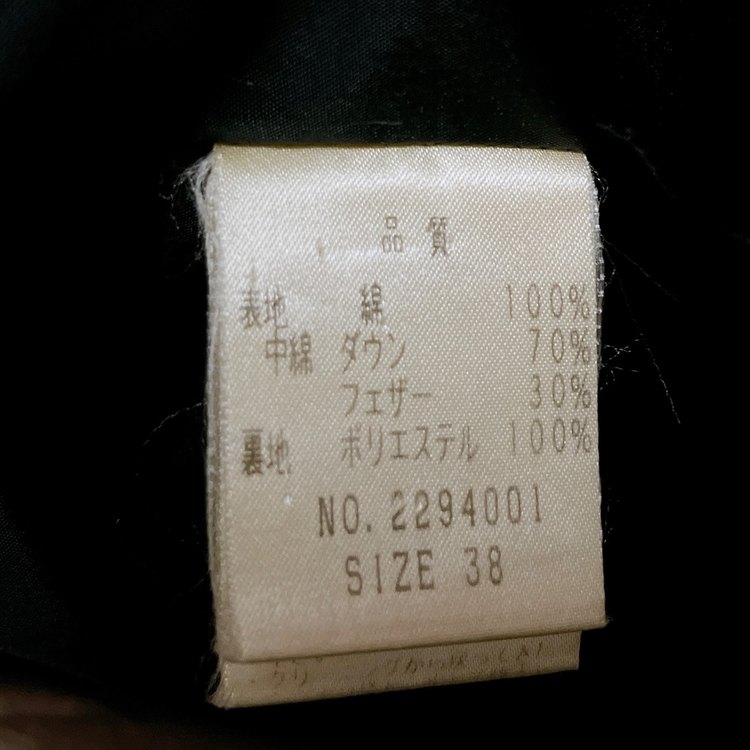 品質
表地 綿 100%
中綿 ダウン 70%
フェザー 30%
裏地 ポリエステル 100%
NO. 2294001
SIZE 38